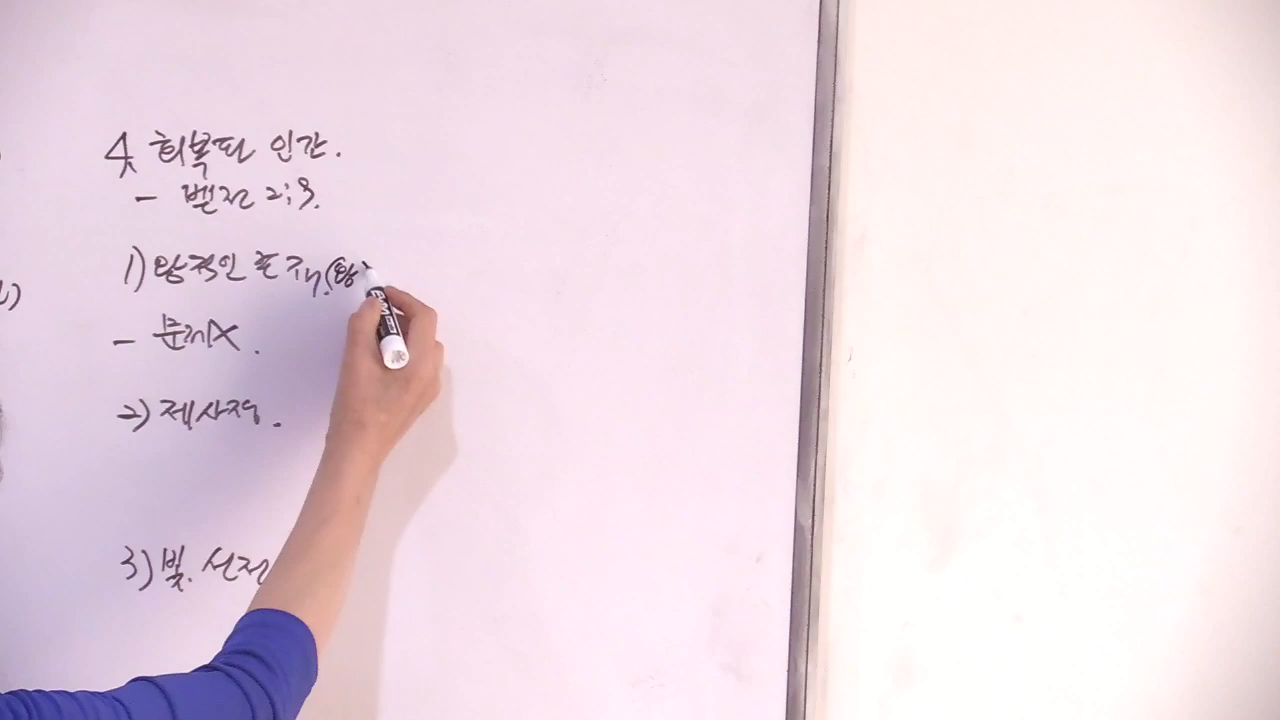 4. 회복된 인간.
- 벧전 2:9.
1) 왕적인 존재.(왕
- 문제X.
2) 제사장.
3) 빛. 선전